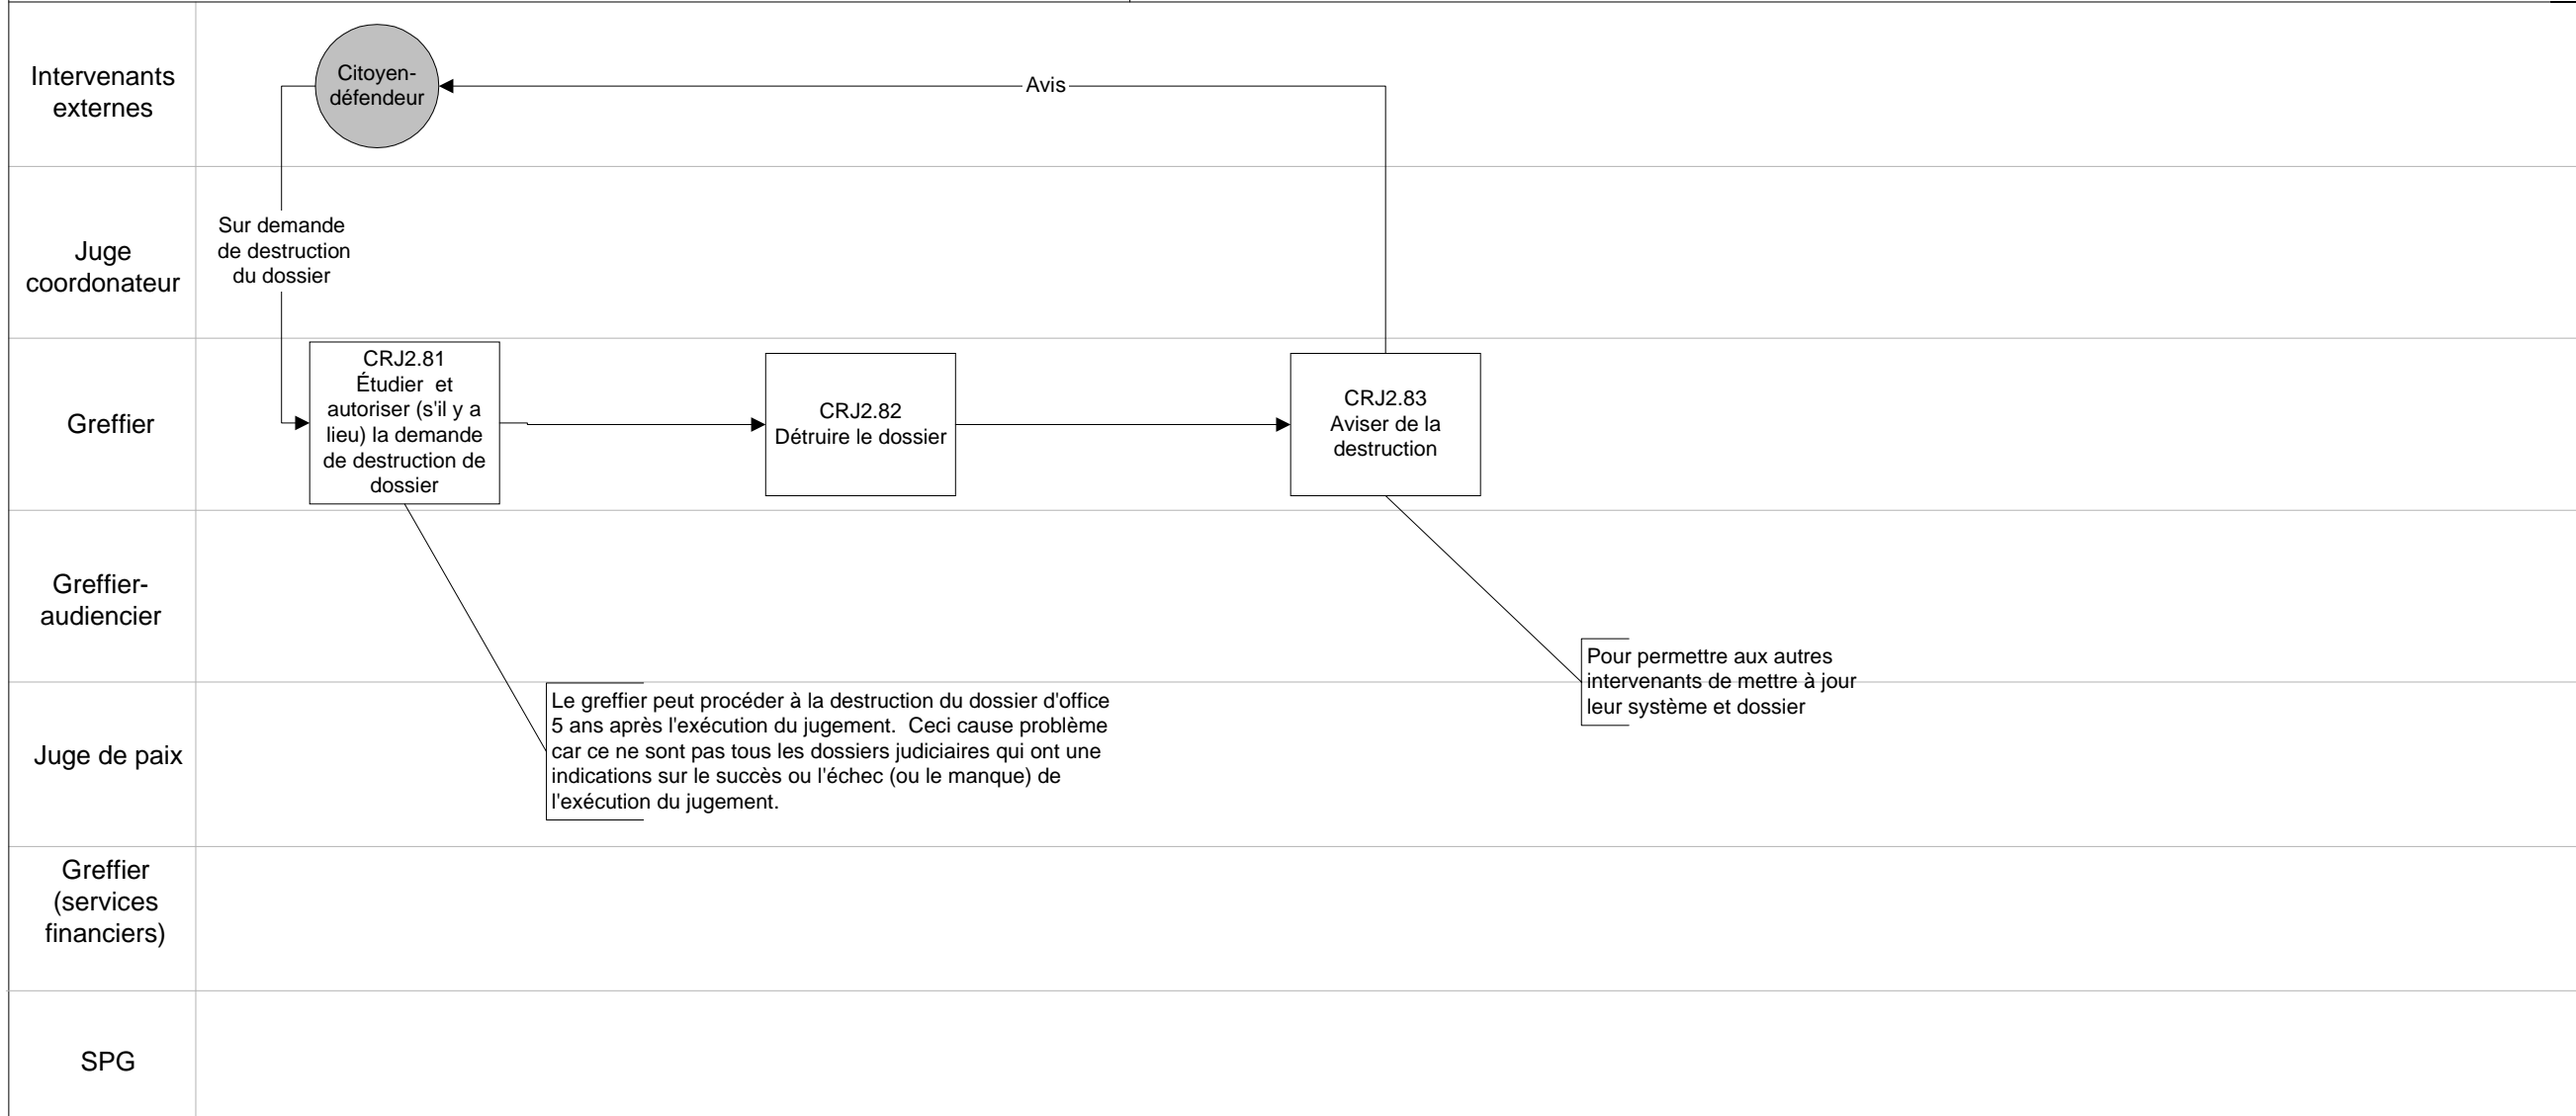 Intervenants
externes
Citoyen-
défendeur
Avis
Juge
coordonateur
Sur demande
de destruction
du dossier
Greffier
CRJ2.81
Étudier  et
autoriser (s'il y a
lieu) la demande
de destruction de
dossier
CRJ2.82
Détruire le dossier
CRJ2.83
Aviser de la
destruction
Greffier-
audiencier
Pour permettre aux autres
intervenants de mettre à jour
leur système et dossier
Juge de paix
Le greffier peut procéder à la destruction du dossier d'office
5 ans après l'exécution du jugement.  Ceci cause problème
car ce ne sont pas tous les dossiers judiciaires qui ont une
indications sur le succès ou l'échec (ou le manque) de
l'exécution du jugement.
Greffier
(services
financiers)
SPG